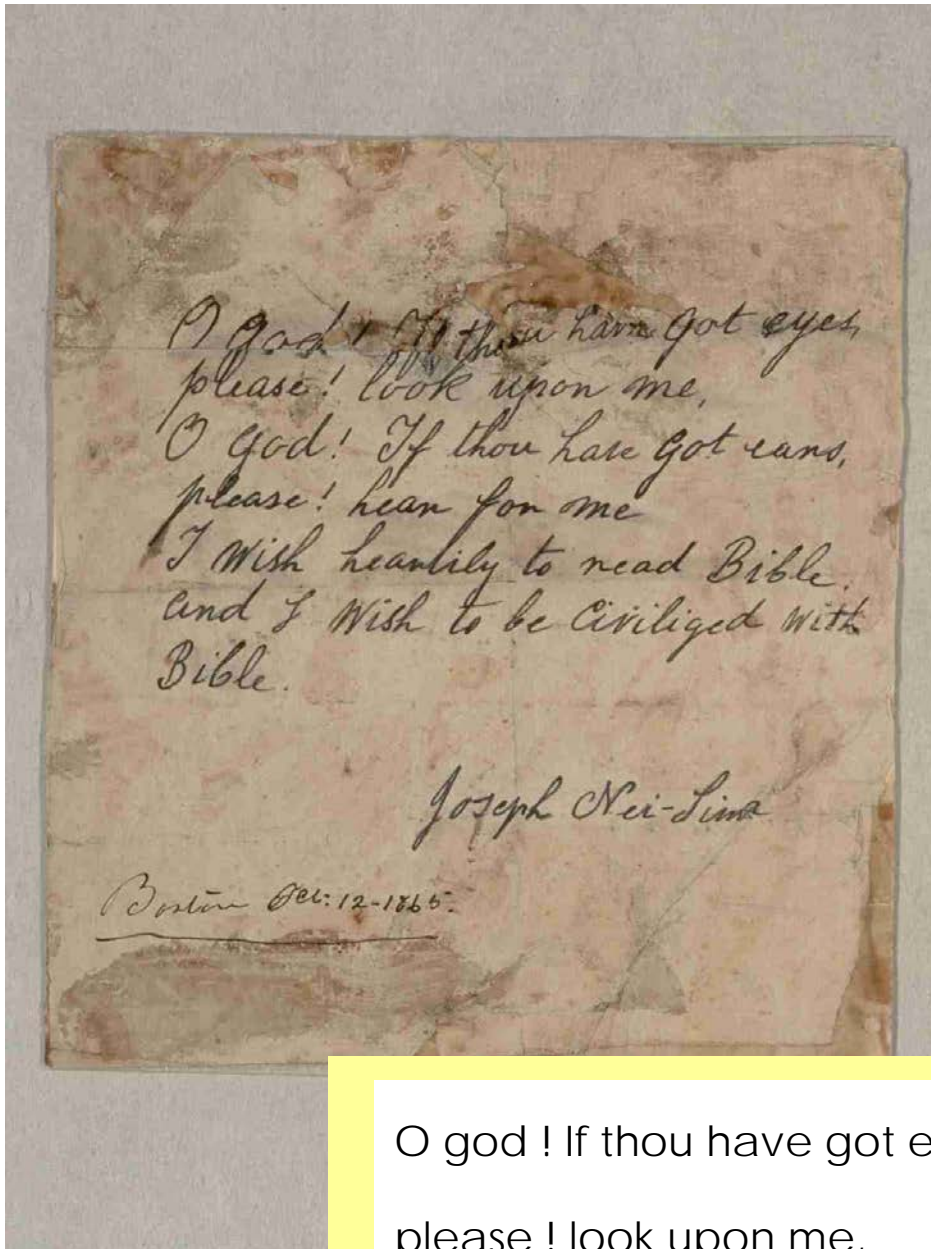 O god! If thou have got eyes,
please! look upon me,
O god! If thou have got ears,
please! hear for me
I wish heartily to read Bible.
and I wish to be civiliged with
Bible.
Joseph Nei-Sima
Boston Oct: 12-1865.
O god ! If thou have got e
please ! look upon me.